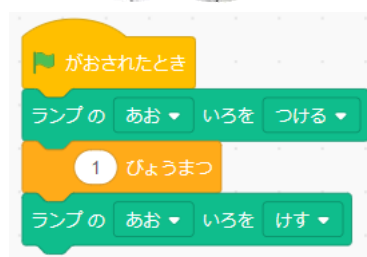 がおされたとき
ランプの あお いろを つける
1 びょうまつ
ランプの あお いろを けす